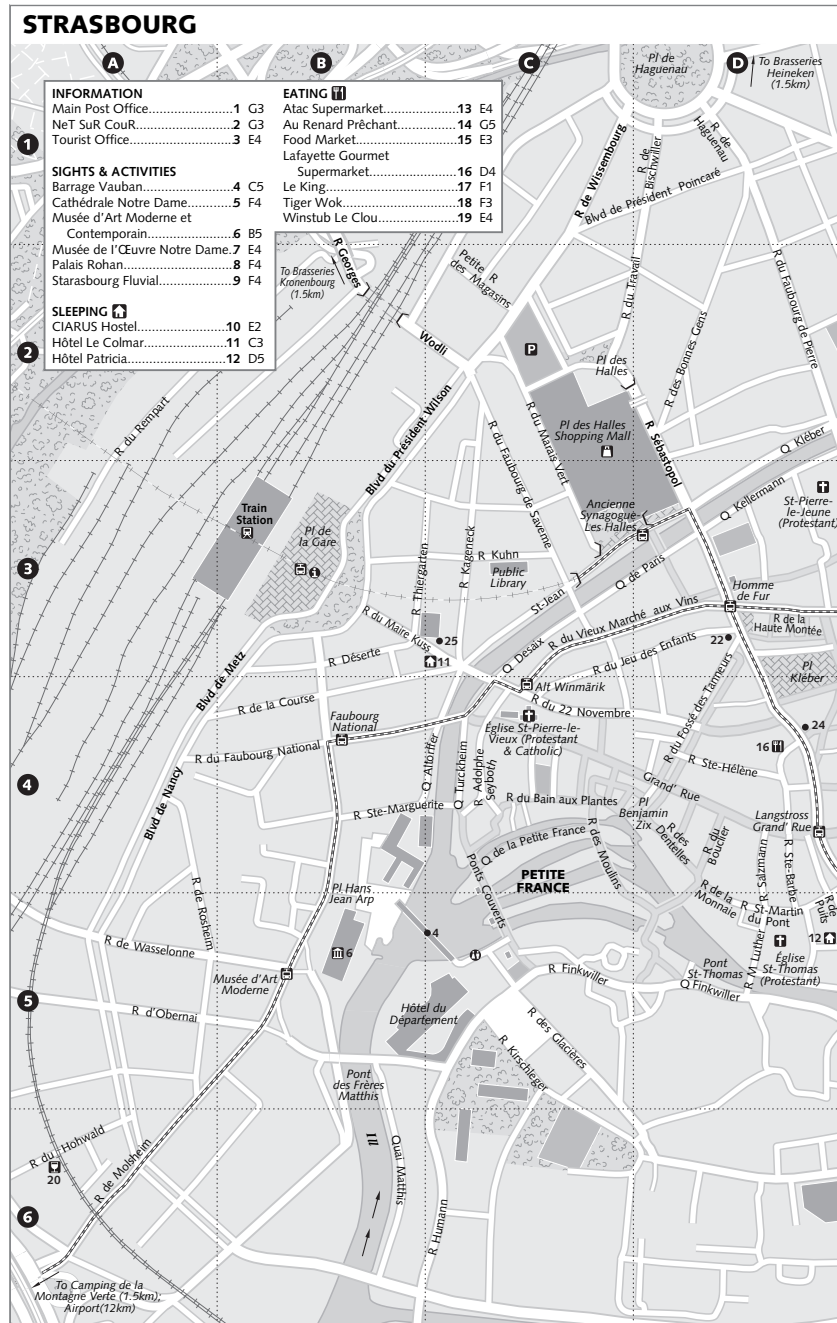 STRASBOURG
A
B
C
D
1
2
3
4
5
6
INFORMATION
Main Post Office 1 G3
NeT SuR CouR 2 G3
Tourist Office 3 E4
SIGHTS & ACTIVITIES
Barrage Vauban 4 C5
Cathédrale Notre Dame 5 F4
Musée d'Art Moderne et
Contemporain 6 B5
Musée de l'Œuvre Notre Dame. 7 E4
Palais Rohan 8 F4
Starasbourg Fluvial 9 F4
SLEEPING
CIARUS Hostel 10 E2
Hôtel Le Colmar 11 C3
Hôtel Patricia 12 D5
EATING
Atac Supermarket 13 E4
Au Renard Prêchant 14 G5
Food Market 15 E3
Lafayette Gourmet
Supermarket 16 D4
Le King 17 F1
Tiger Wok 18 F3
Winstub Le Clou 19 E4
Pl de
Haguenau
To Brasseries
Heineken
(1.5km)
R de Wissembourg
R de
Bischwiller
R de
Haguenau
Blvd de Président Poincaré
R Georges
Wodli
To Brasseries
Kronenbourg
(1.5km)
Petite R
des Magasins
R du Travail
R du Faubourg de Pierre
P
Pl des
Halles
R des Bonnes Gens
Pl des Halles
Shopping Mall
R Sébastopol
R du Marais Vert
R du Faubourg de Saverne
Blvd du Président Wilson
R du Rempart
Q Kléber
Q Kellermann
St-Pierre-
le-Jeune
(Protestant)
Train
Station
Pl de
la Gare
Ancienne
Synagogue-
Les Halles
R Thiergarten
R Kageneck
R Kuhn
Public
Library
St-Jean
Q de Paris
Homme
de Fur
R du Maire Kuss
25
11
R Déserte
Q Desaix
R du Vieux Marché aux Vins
R du Jeu des Enfants
22
R de la
Haute Montée
Pl
Kléber
Blvd de Metz
R de la Course
Alt Winmärik
R du 22 Novembre
Faubourg
National
R du Faubourg National
Église St-Pierre-le-
Vieux (Protestant
& Catholic)
R du Fossé des Tanneurs
24
16
R Ste-Hélène
Blvd de Nancy
Q Altorffer
Q Turckheim
R Adolphe
Seyboth
Grand' Rue
R Ste-Marguerite
R du Bain aux Plantes
Pl
Benjamin
Zix
R des
Dentelles
R du
Bouclier
Langstross
Grand' Rue
Q de la Petite France
R des Moulins
PETITE
FRANCE
Ponts Couverts
R Salzmann
R Ste-Barbe
R de Rosheim
Pl Hans
Jean Arp
R de la
Monnaie
R St-Martin
du Pont
R des
Puits
12
R de Wasselonne
6
4
Musée d'Art
Moderne
R Finkwiller
Pont
St-Thomas
R M Luther
Église
St-Thomas
(Protestant)
Q Finkwiller
R d'Obernai
Hôtel du
Département
R des Glacières
R Kirschleger
Pont
des Frères
Matthis
R du Hohwald
20
R de Molsheim
Ill
Quai Matthis
R Humann
To Camping de la
Montagne Verte (1.5km);
Airport(12km)